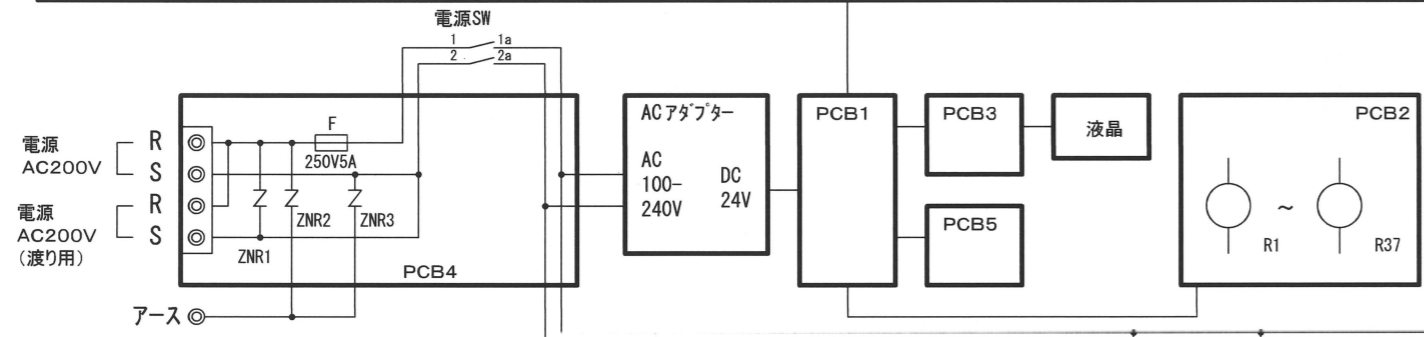 電源SW
1 1a
2 2a
電源
AC200V
R
S
電源
AC200V
(渡り用)
R
S
F
250V5A
ZNR1
ZNR2
ZNR3
PCB4
アース
ACアダプター
AC
100-
240V
DC
24V
PCB1
PCB3
液晶
PCB5
PCB2
~
R1
R37